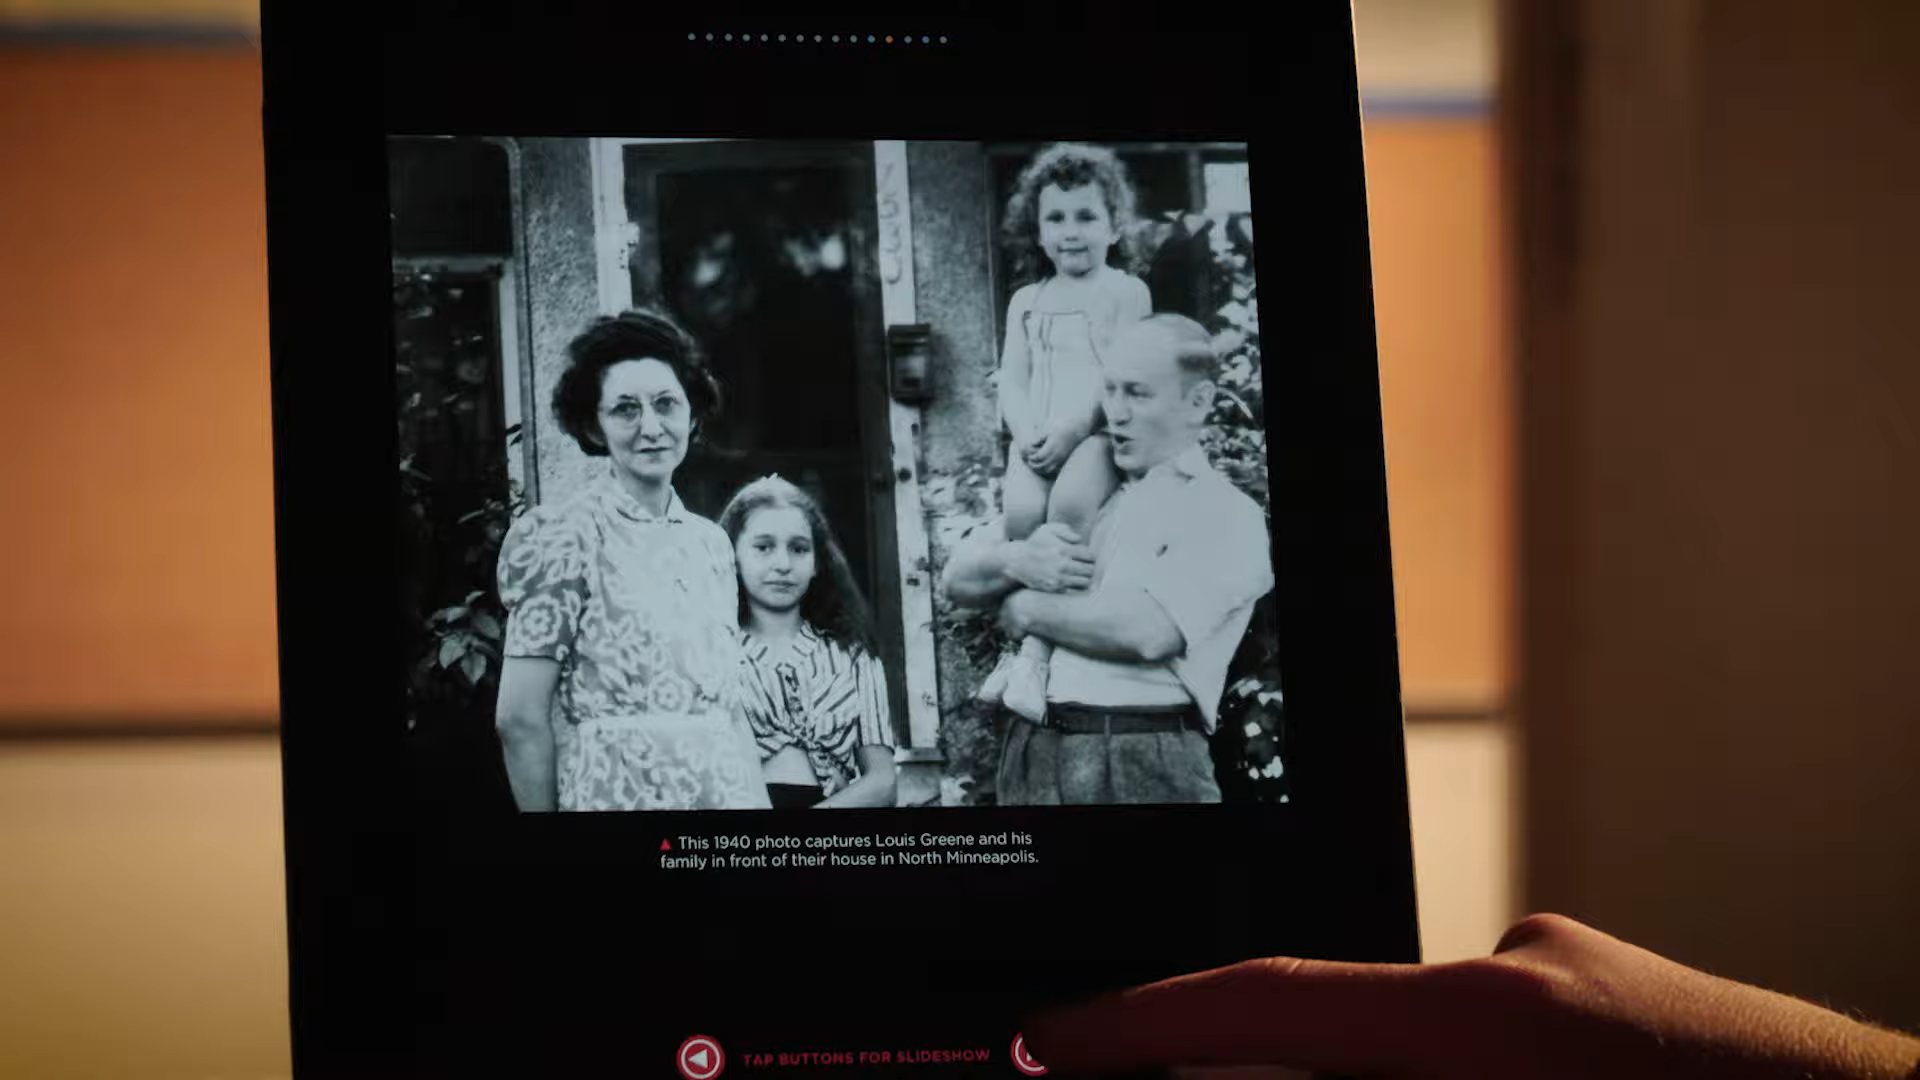 ▲ This 1940 photo captures Louis Greene and his
family in front of their house in North Minneapolis.
TAP BUTTONS FOR SLIDESHOW